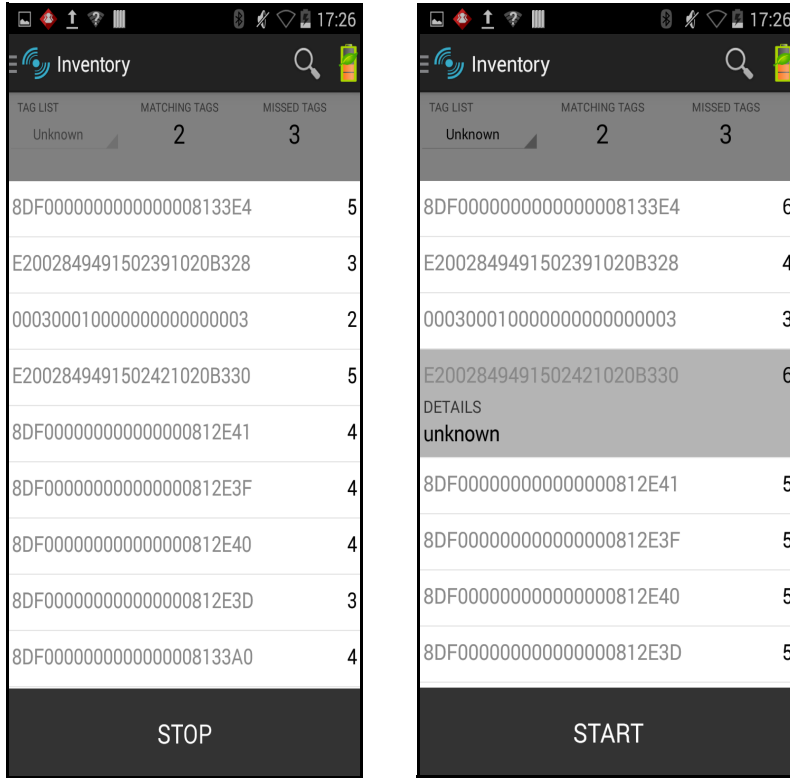 17:26
Inventory
TAG LIST MATCHING TAGS MISSED TAGS
Unknown 2 3
8DF0000000000000008133E4 5
E2002849491502391020B328 3
000300010000000000000003 2
E2002849491502421020B330 5
8DF000000000000000812E41 4
8DF000000000000000812E3F 4
8DF000000000000000812E40 4
8DF000000000000000812E3D 3
8DF0000000000000008133A0 4
STOP
17:26
Inventory
TAG LIST MATCHING TAGS MISSED TAGS
Unknown 2 3
8DF0000000000000008133E4 6
E2002849491502391020B328 4
000300010000000000000003 3
E2002849491502421020B330 6
DETAILS
unknown
8DF000000000000000812E41 5
8DF000000000000000812E3F 5
8DF000000000000000812E40 5
8DF000000000000000812E3D 5
START